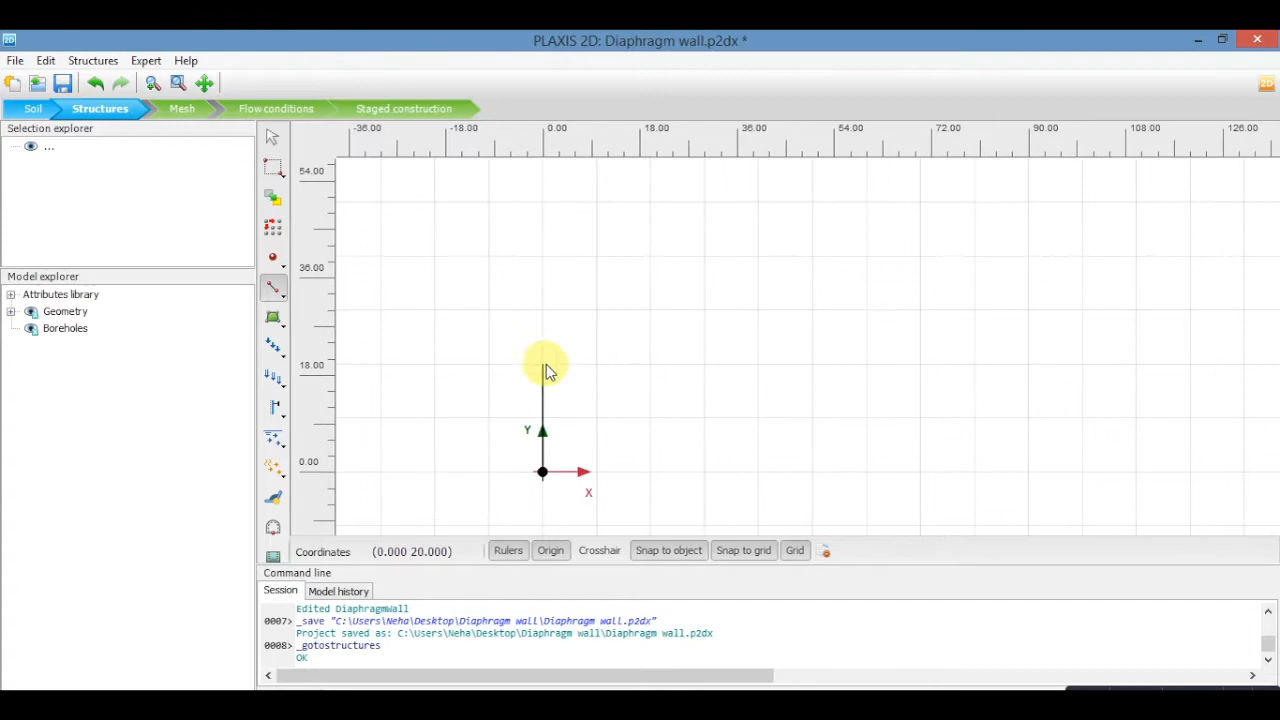 PLAXIS 2D: Diaphragm wall.p2dx *
File Edit Structures Expert Help
Soil Structures Mesh Flow conditions Staged construction
Selection explorer
...
Model explorer
Attributes library
Geometry
Boreholes
-36.00 -18.00 0.00 18.00 36.00 54.00 72.00 90.00 108.00 126.00
54.00
36.00
18.00
0.00
Y
X
Coordinates (0.000 20.000) Rulers Origin Crosshair Snap to object Snap to grid Grid
Command line
Session Model history
Edited DiaphragmWall
0007> _save "C:\Users\Neha\Desktop\Diaphragm wall\Diaphragm wall.p2dx"
Project saved as: C:\Users\Neha\Desktop\Diaphragm wall\Diaphragm wall.p2dx
0008> _gotostructures
OK